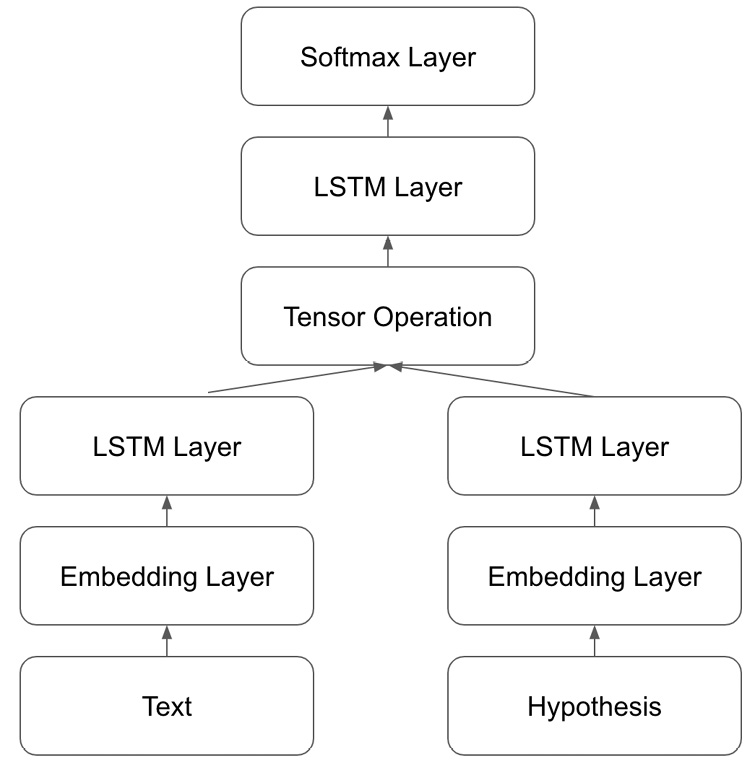 Softmax Layer
LSTM Layer
Tensor Operation
LSTM Layer
LSTM Layer
Embedding Layer
Embedding Layer
Text
Hypothesis